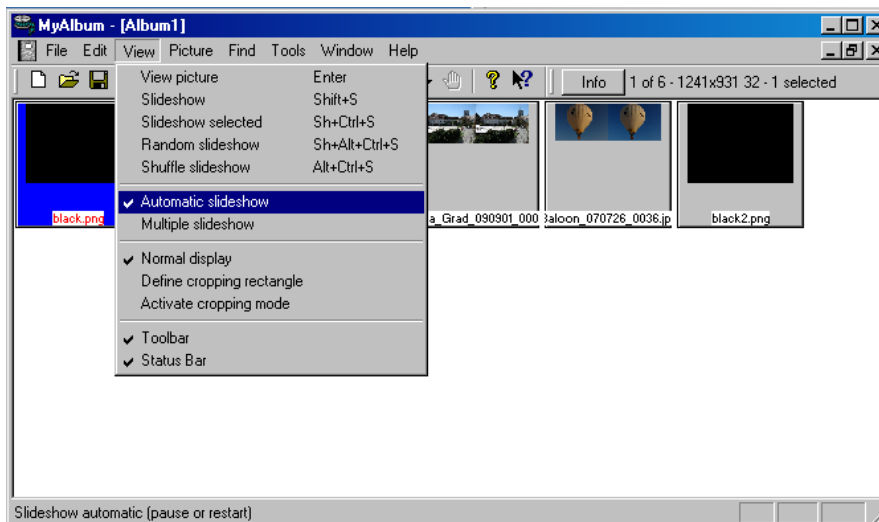 MyAlbum - [Album1]
File Edit View Picture Find Tools Window Help
Info 1 of 6 - 1241x931 32 - 1 selected
View picture Enter
Slideshow Shift+S
Slideshow selected Sh+Ctrl+S
Random slideshow Sh+Alt+Ctrl+S
Shuffle slideshow Alt+Ctrl+S
Automatic slideshow
Multiple slideshow
Normal display
Define cropping rectangle
Activate cropping mode
Toolbar
Status Bar
black.png a_Grad_090901_000 Baloon_070726_0036.jp black2.png
Slideshow automatic (pause or restart)